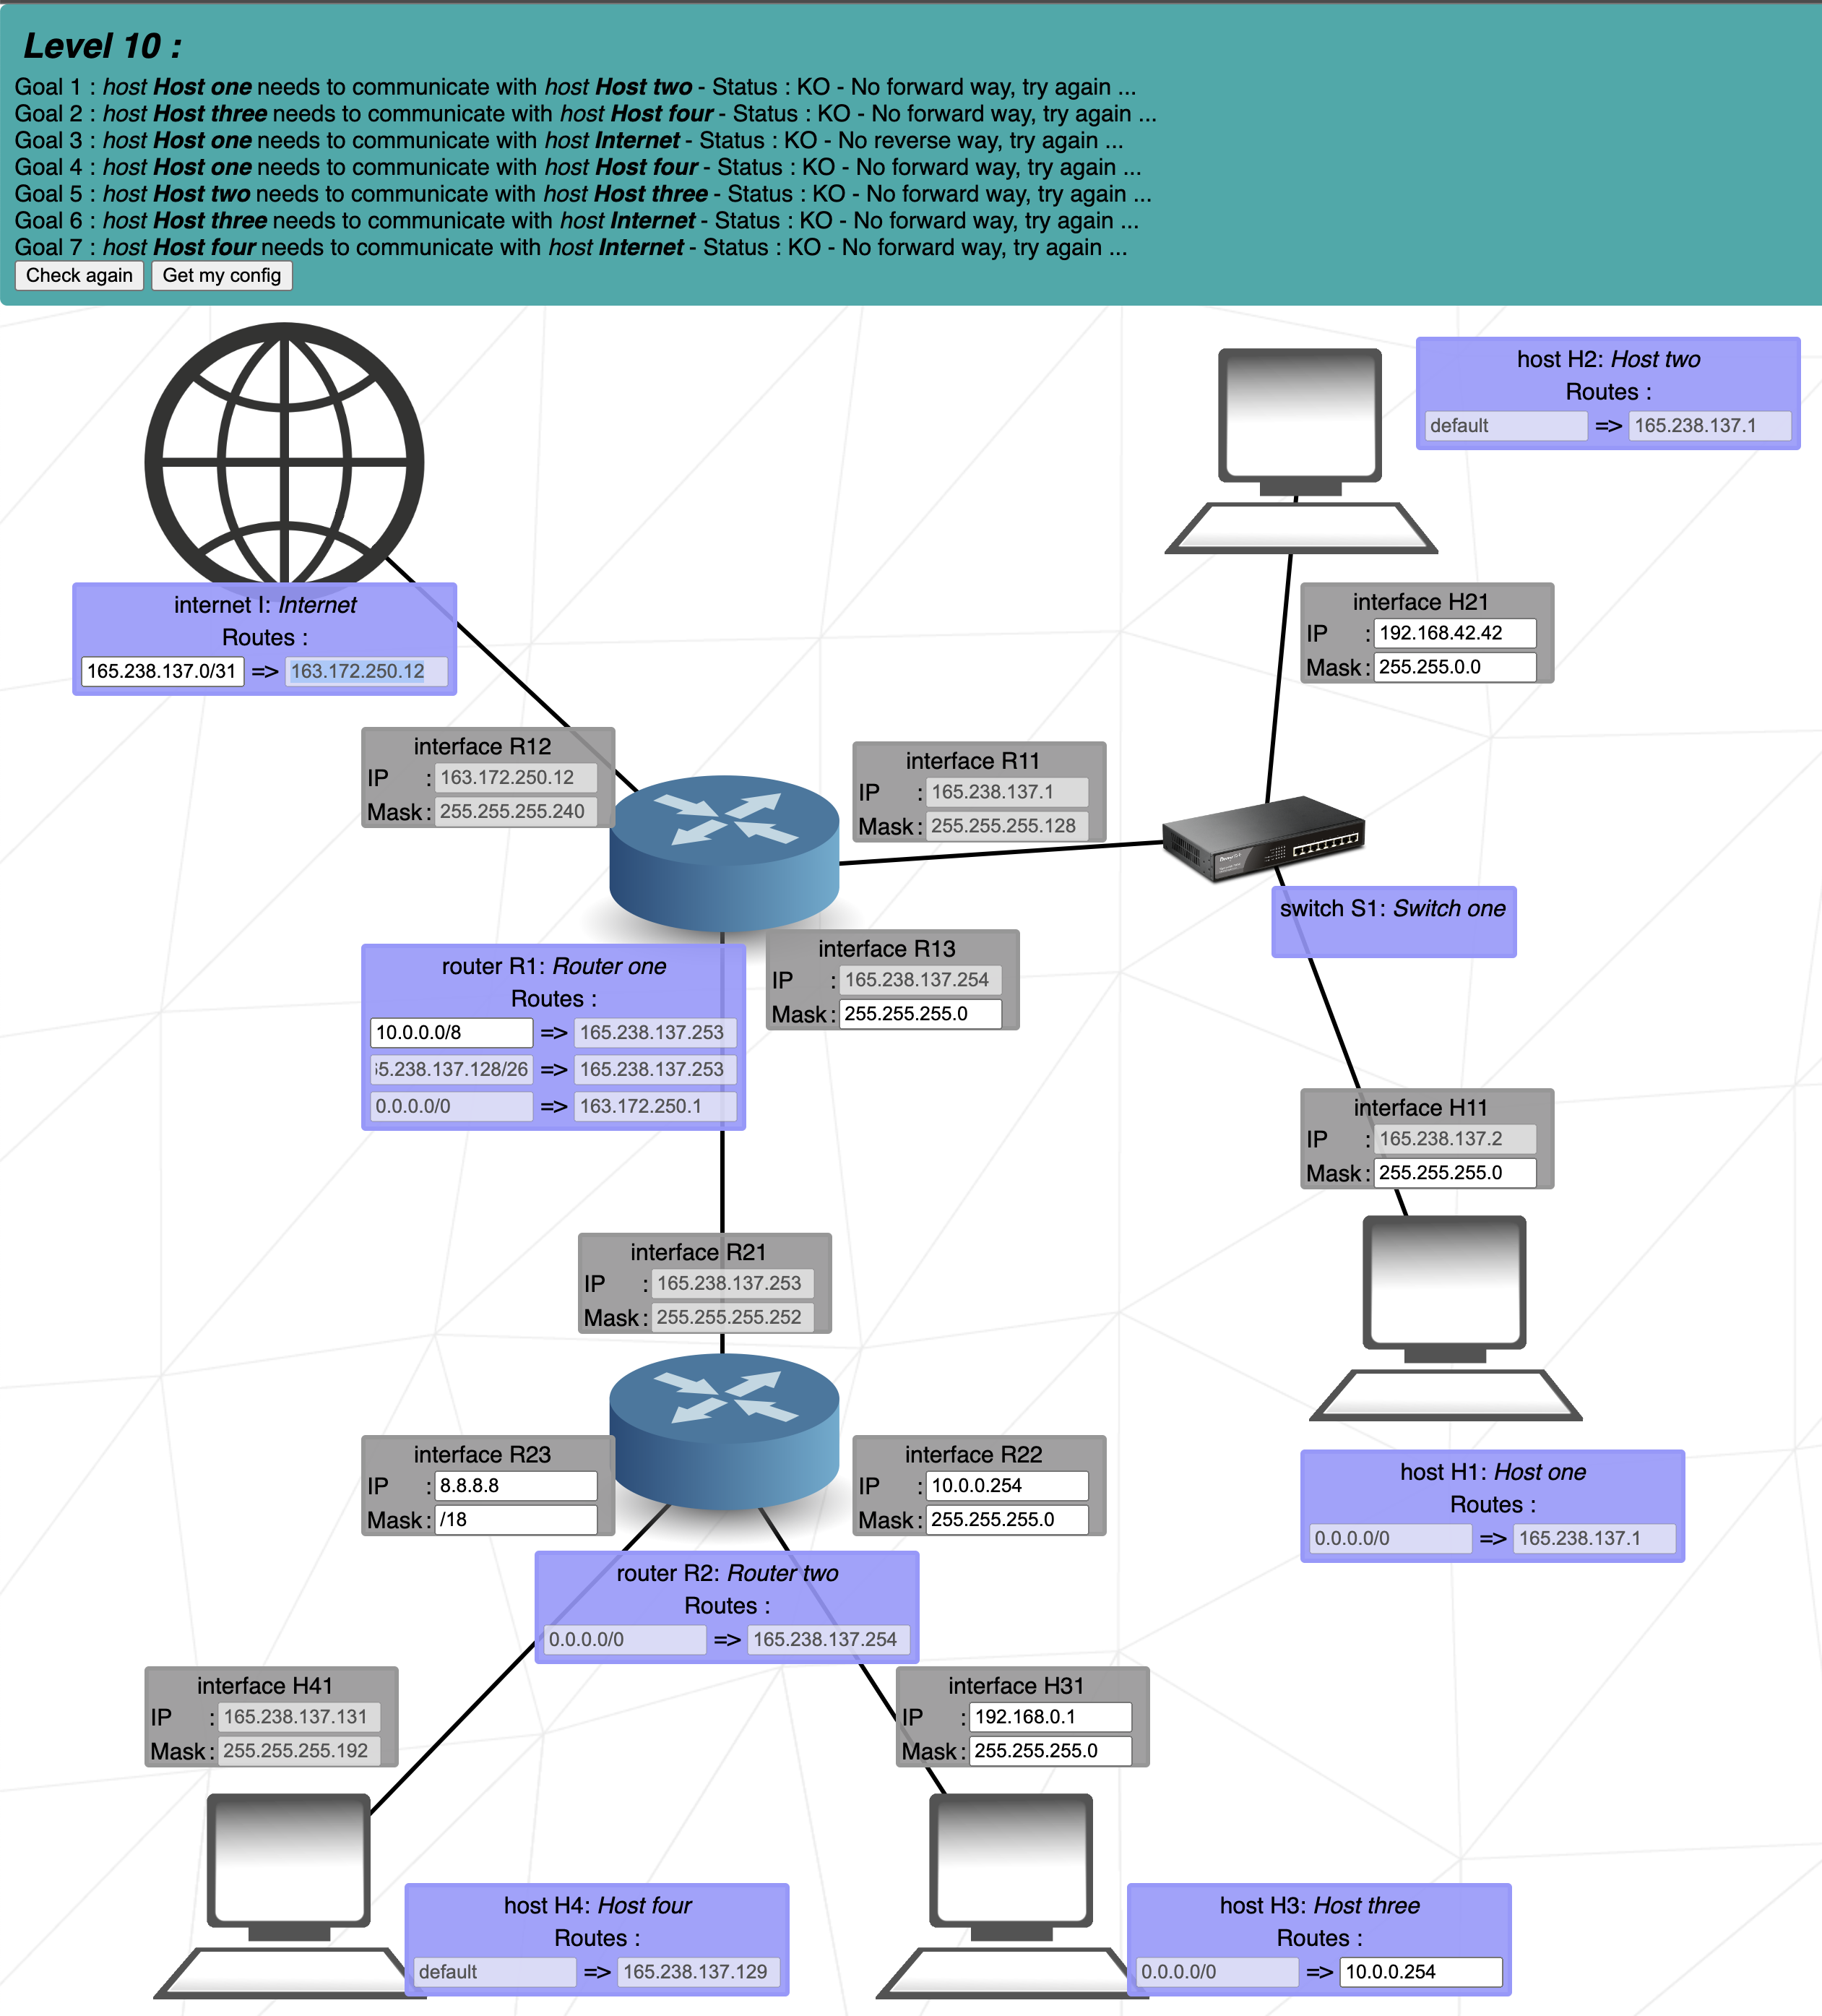 Level 10 :
Goal 1 : host Host one needs to communicate with host Host two - Status : KO - No forward way, try again ...
Goal 2 : host Host three needs to communicate with host Host four - Status : KO - No forward way, try again ...
Goal 3 : host Host one needs to communicate with host Internet - Status : KO - No reverse way, try again ...
Goal 4 : host Host one needs to communicate with host Host four - Status : KO - No forward way, try again ...
Goal 5 : host Host two needs to communicate with host Host three - Status : KO - No forward way, try again ...
Goal 6 : host Host three needs to communicate with host Internet - Status : KO - No forward way, try again ...
Goal 7 : host Host four needs to communicate with host Internet - Status : KO - No forward way, try again ...
Check again Get my config
host H2: Host two
Routes :
default => 165.238.137.1
internet I: Internet
Routes :
165.238.137.0/31 => 163.172.250.12
interface H21
IP : 192.168.42.42
Mask : 255.255.0.0
interface R12
IP : 163.172.250.12
Mask : 255.255.255.240
interface R11
IP : 165.238.137.1
Mask : 255.255.255.128
switch S1: Switch one
interface R13
IP : 165.238.137.254
Mask : 255.255.255.0
router R1: Router one
Routes :
10.0.0.0/8 => 165.238.137.253
5.238.137.128/26 => 165.238.137.253
0.0.0.0/0 => 163.172.250.1
interface H11
IP : 165.238.137.2
Mask : 255.255.255.0
interface R21
IP : 165.238.137.253
Mask : 255.255.255.252
interface R23
IP : 8.8.8.8
Mask : /18
interface R22
IP : 10.0.0.254
Mask : 255.255.255.0
host H1: Host one
Routes :
0.0.0.0/0 => 165.238.137.1
router R2: Router two
Routes :
0.0.0.0/0 => 165.238.137.254
interface H41
IP : 165.238.137.131
Mask : 255.255.255.192
interface H31
IP : 192.168.0.1
Mask : 255.255.255.0
host H4: Host four
Routes :
default => 165.238.137.129
host H3: Host three
Routes :
0.0.0.0/0 => 10.0.0.254